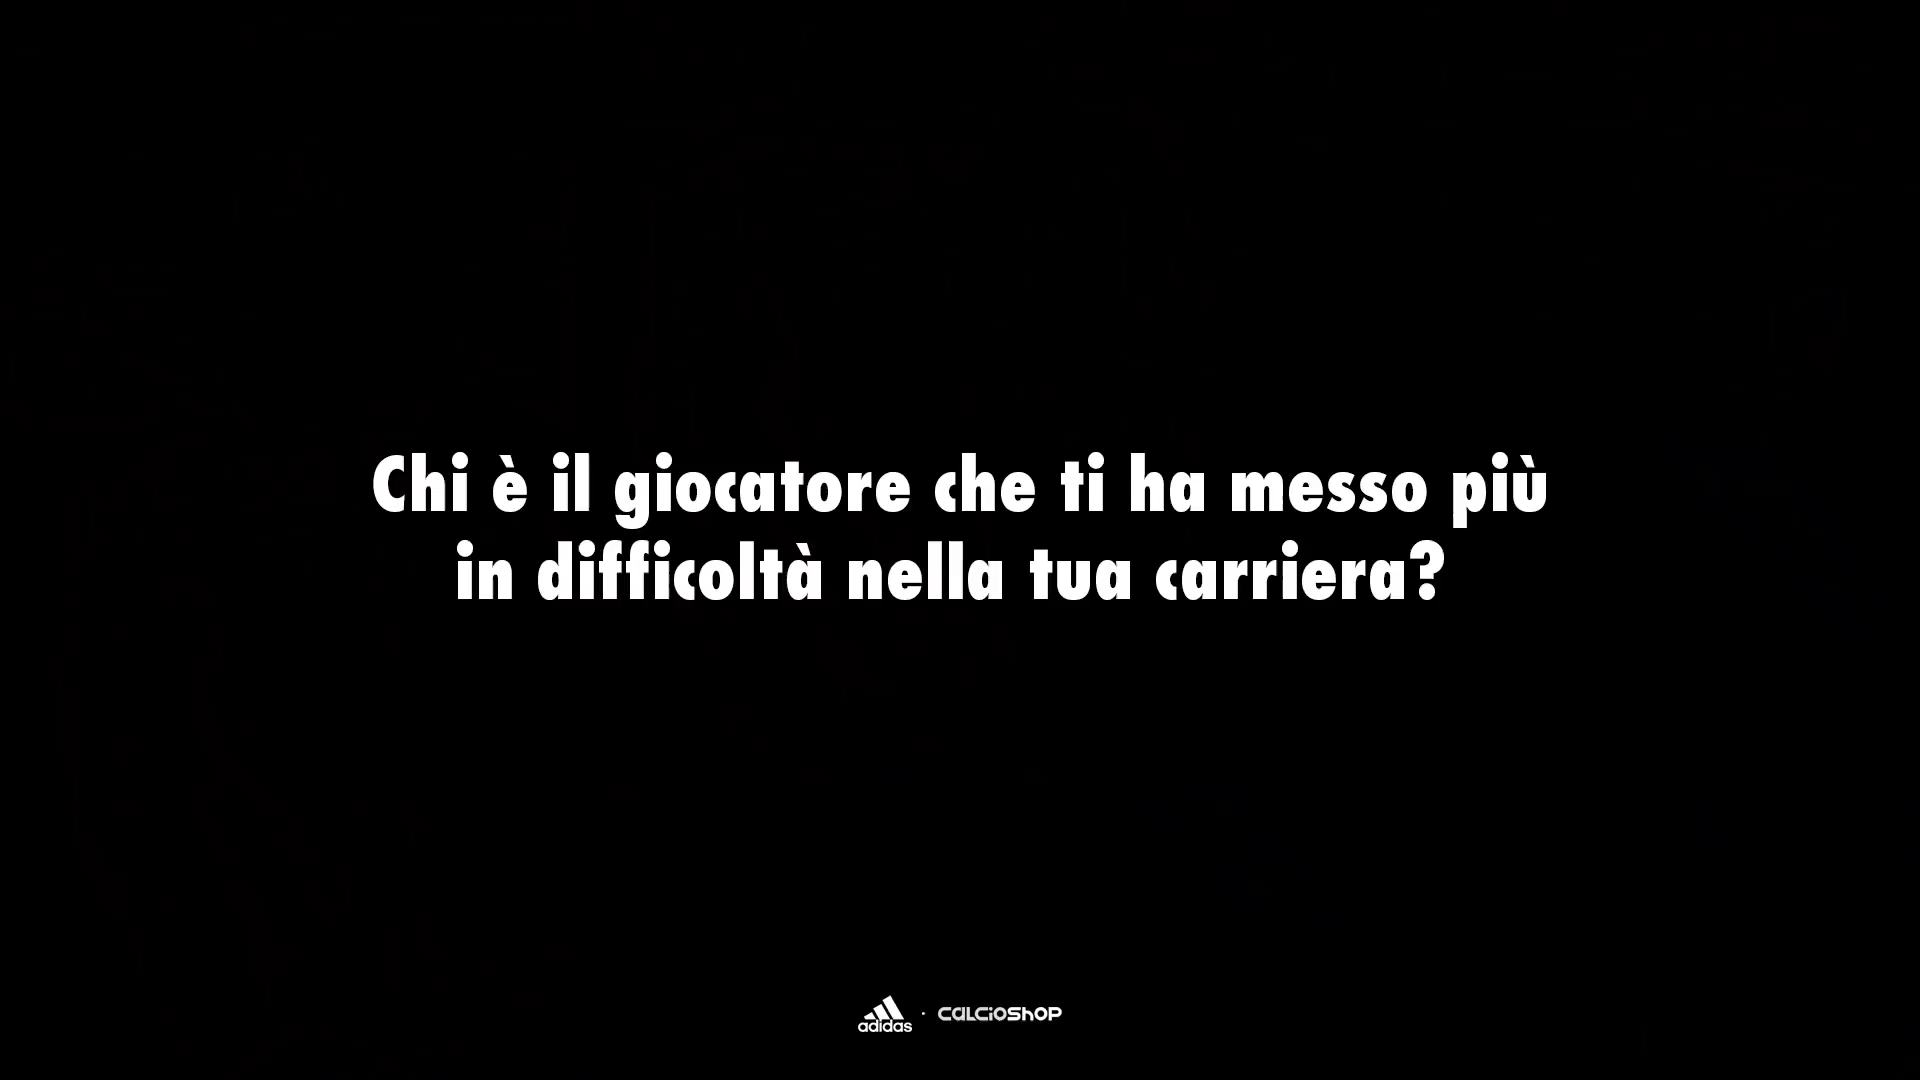 Chi è il giocatore che ti ha messo più
in difficoltà nella tua carriera?
adidas · CALCIOSHOP